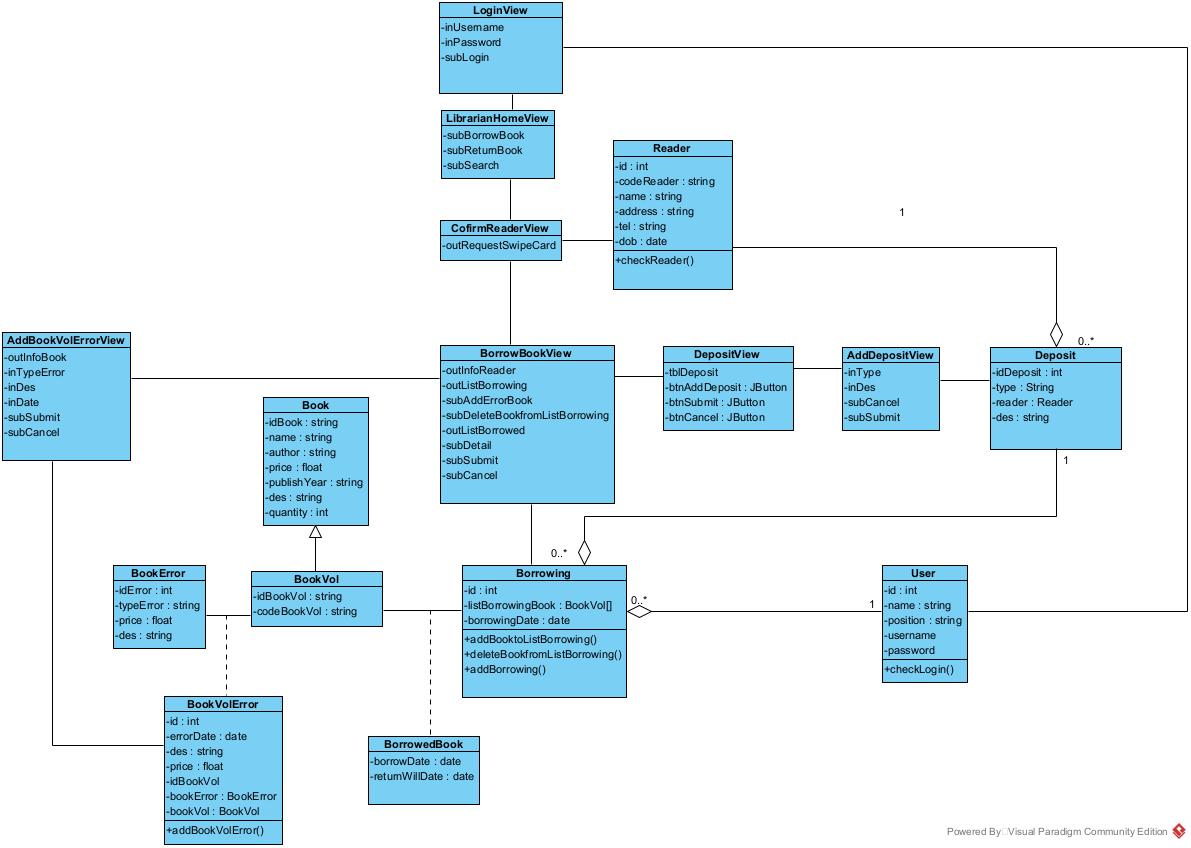 LoginView
-inUsername
-inPassword
-subLogin
LibrarianHomeView
-subBorrowBook
-subReturnBook
-subSearch
Reader
-id : int
-codeReader : string
-name : string
-address : string
-tel : string
-dob : date
+checkReader()
1
CofirmReaderView
-outRequestSwipeCard
AddBookVolErrorView
-outInfoBook
-inTypeError
-inDes
-inDate
-subSubmit
-subCancel
BorrowBookView
-outInfoReader
-outListBorrowing
-subAddErrorBook
-subDeleteBookfromListBorrowing
-outListBorrowed
-subDetail
-subSubmit
-subCancel
DepositView
-tblDeposit
-btnAddDeposit : JButton
-btnSubmit : JButton
-btnCancel : JButton
AddDepositView
-inType
-inDes
-subCancel
-subSubmit
0..*
Deposit
-idDeposit : int
-type : String
-reader : Reader
-des : string
1
Book
-idBook : string
-name : string
-author : string
-price : float
-publishYear : string
-des : string
-quantity : int
BookError
-idError : int
-typeError : string
-price : float
-des : string
BookVol
-idBookVol : string
-codeBookVol : string
0..*
Borrowing
-id : int
-listBorrowingBook : BookVol[]
-borrowingDate : date
+addBooktoListBorrowing()
+deleteBookfromListBorrowing()
+addBorrowing()
0..*
1
User
-id : int
-name : string
-position : string
-username
-password
+checkLogin()
BookVolError
-id : int
-errorDate : date
-des : string
-price : float
-idBookVol
-bookError : BookError
-bookVol : BookVol
+addBookVolError()
BorrowedBook
-borrowDate : date
-returnWillDate : date
Powered By Visual Paradigm Community Edition